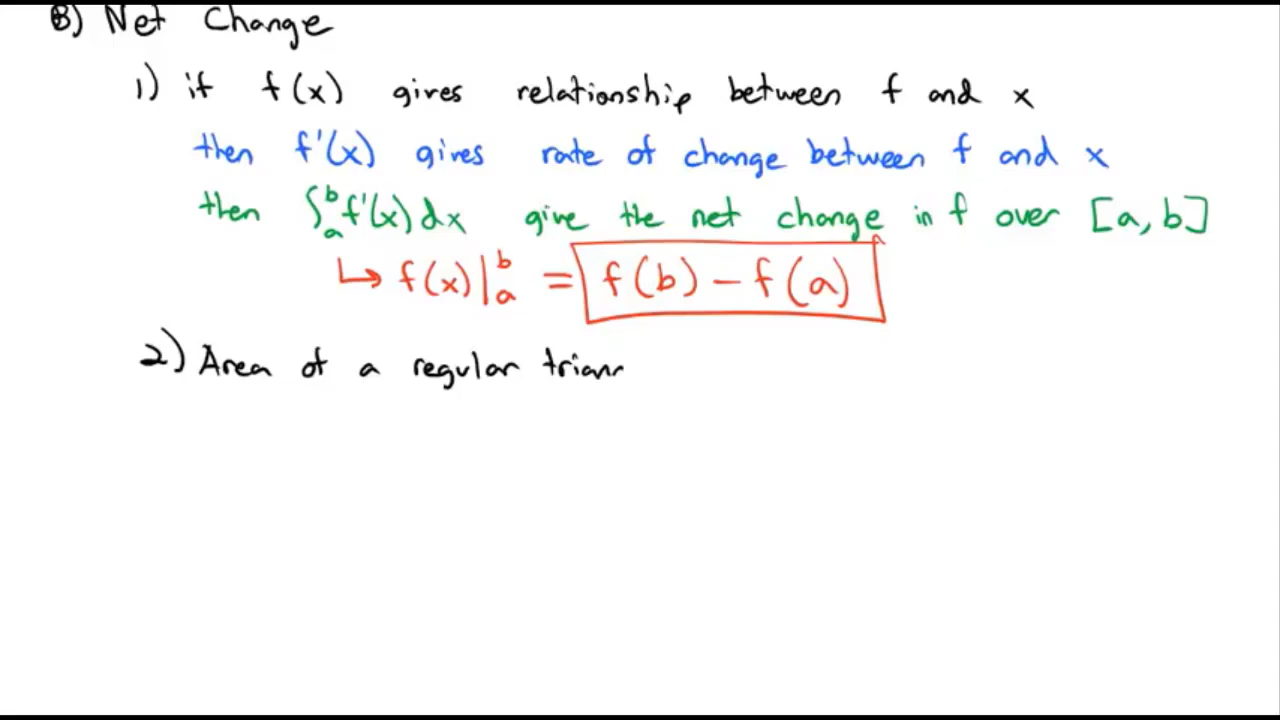 B) Net Change
1) if f(x) gives relationship between f and x
then f'(x) gives rate of change between f and x
then ∫ₐᵇ f'(x) dx give the net change in f over [a, b]
↳ f(x)|ₐᵇ = f(b) – f(a)
2) Area of a regular trian